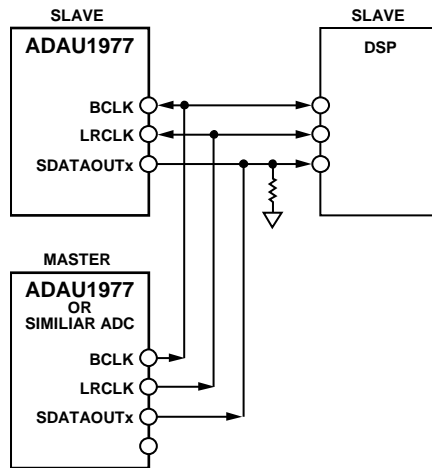 SLAVE
ADAU1977
BCLK
LRCLK
SDATAOUTx
SLAVE
DSP
MASTER
ADAU1977
OR
SIMILIAR ADC
BCLK
LRCLK
SDATAOUTx